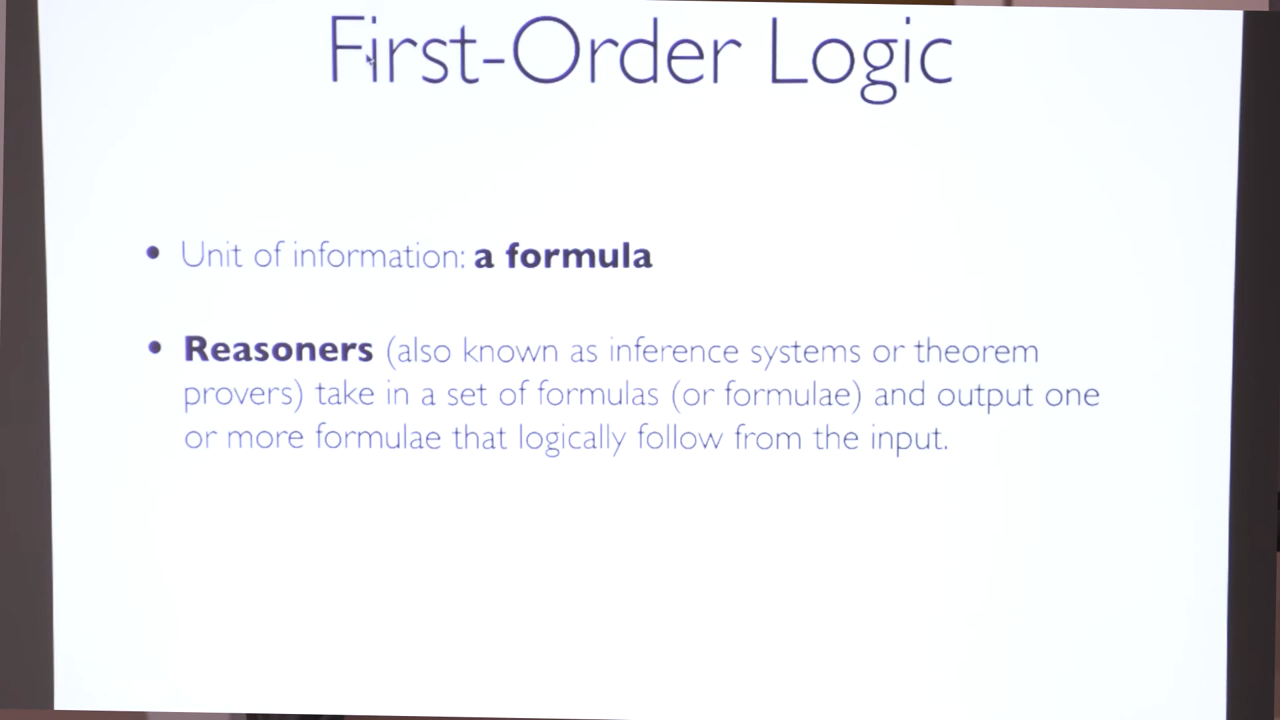 First-Order Logic
• Unit of information: a formula
• Reasoners (also known as inference systems or theorem
provers) take in a set of formulas (or formulae) and output one
or more formulae that logically follow from the input.